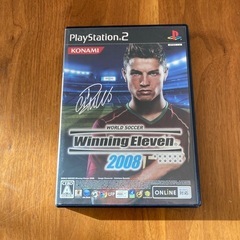 PlayStation 2
KONAMI
WORLD SOCCER
Winning Eleven
2008
A
ONLINE